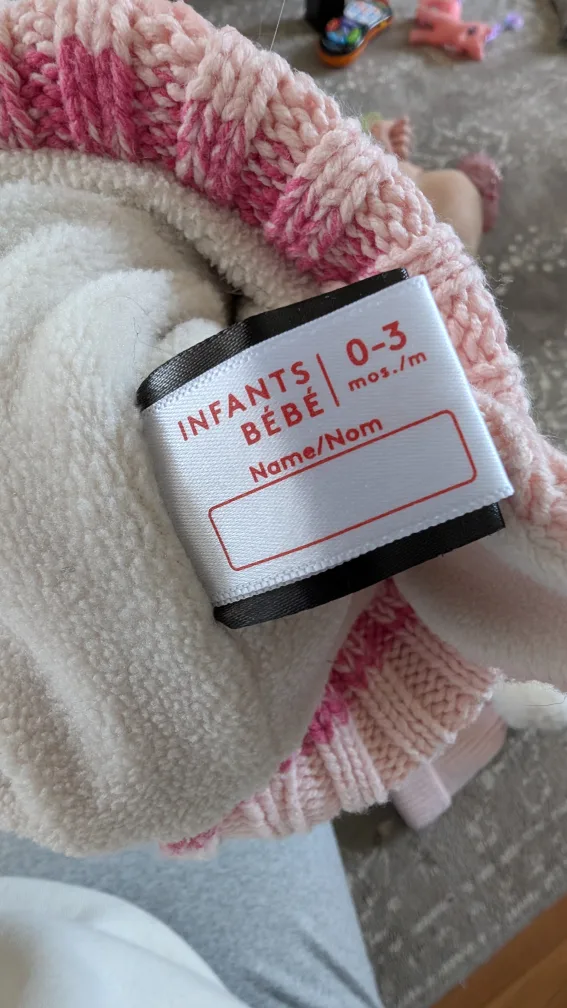 INFANTS
BÉBÉ
0-3
mos./m
Name/Nom